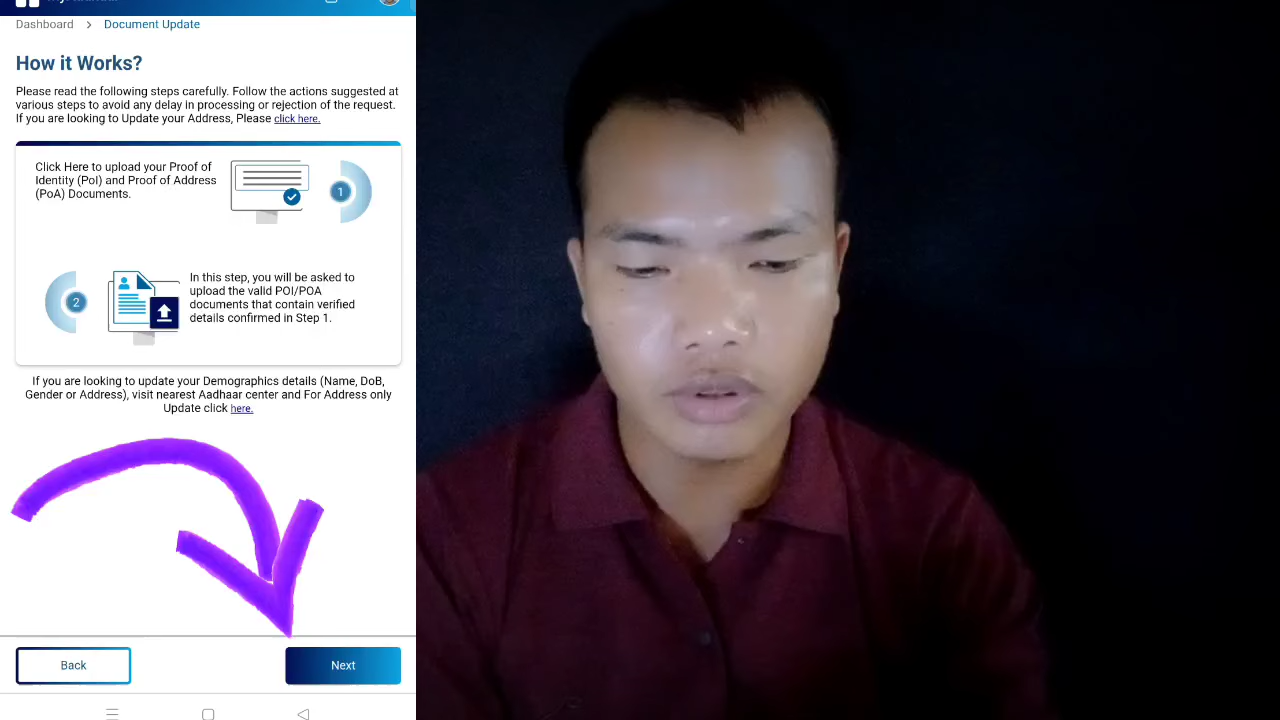 Dashboard > Document Update
How it Works?
Please read the following steps carefully. Follow the actions suggested at
various steps to avoid any delay in processing or rejection of the request.
If you are looking to Update your Address, Please click here.
Click Here to upload your Proof of
Identity (PoI) and Proof of Address
(PoA) Documents.
1
2
In this step, you will be asked to
upload the valid POI/POA
documents that contain verified
details confirmed in Step 1.
If you are looking to update your Demographics details (Name, DoB,
Gender or Address), visit nearest Aadhaar center and For Address only
Update click here.
Back
Next